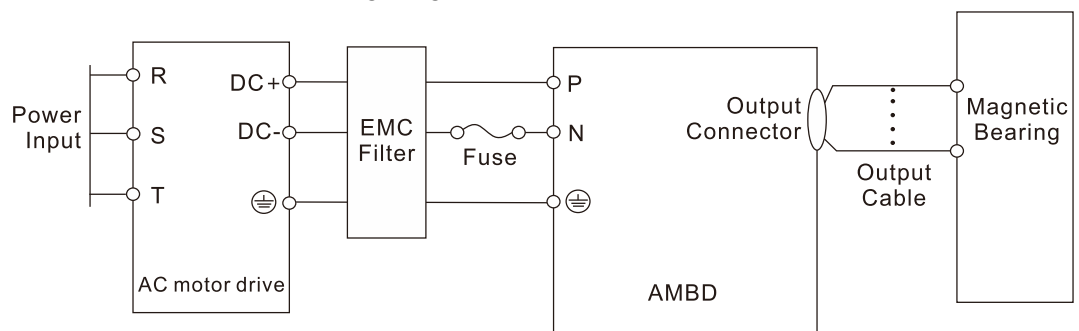 Power
Input
R
S
T
DC+
DC-
AC motor drive
EMC
Filter
Fuse
P
N
Output
Connector
AMBD
Output
Cable
Magnetic
Bearing